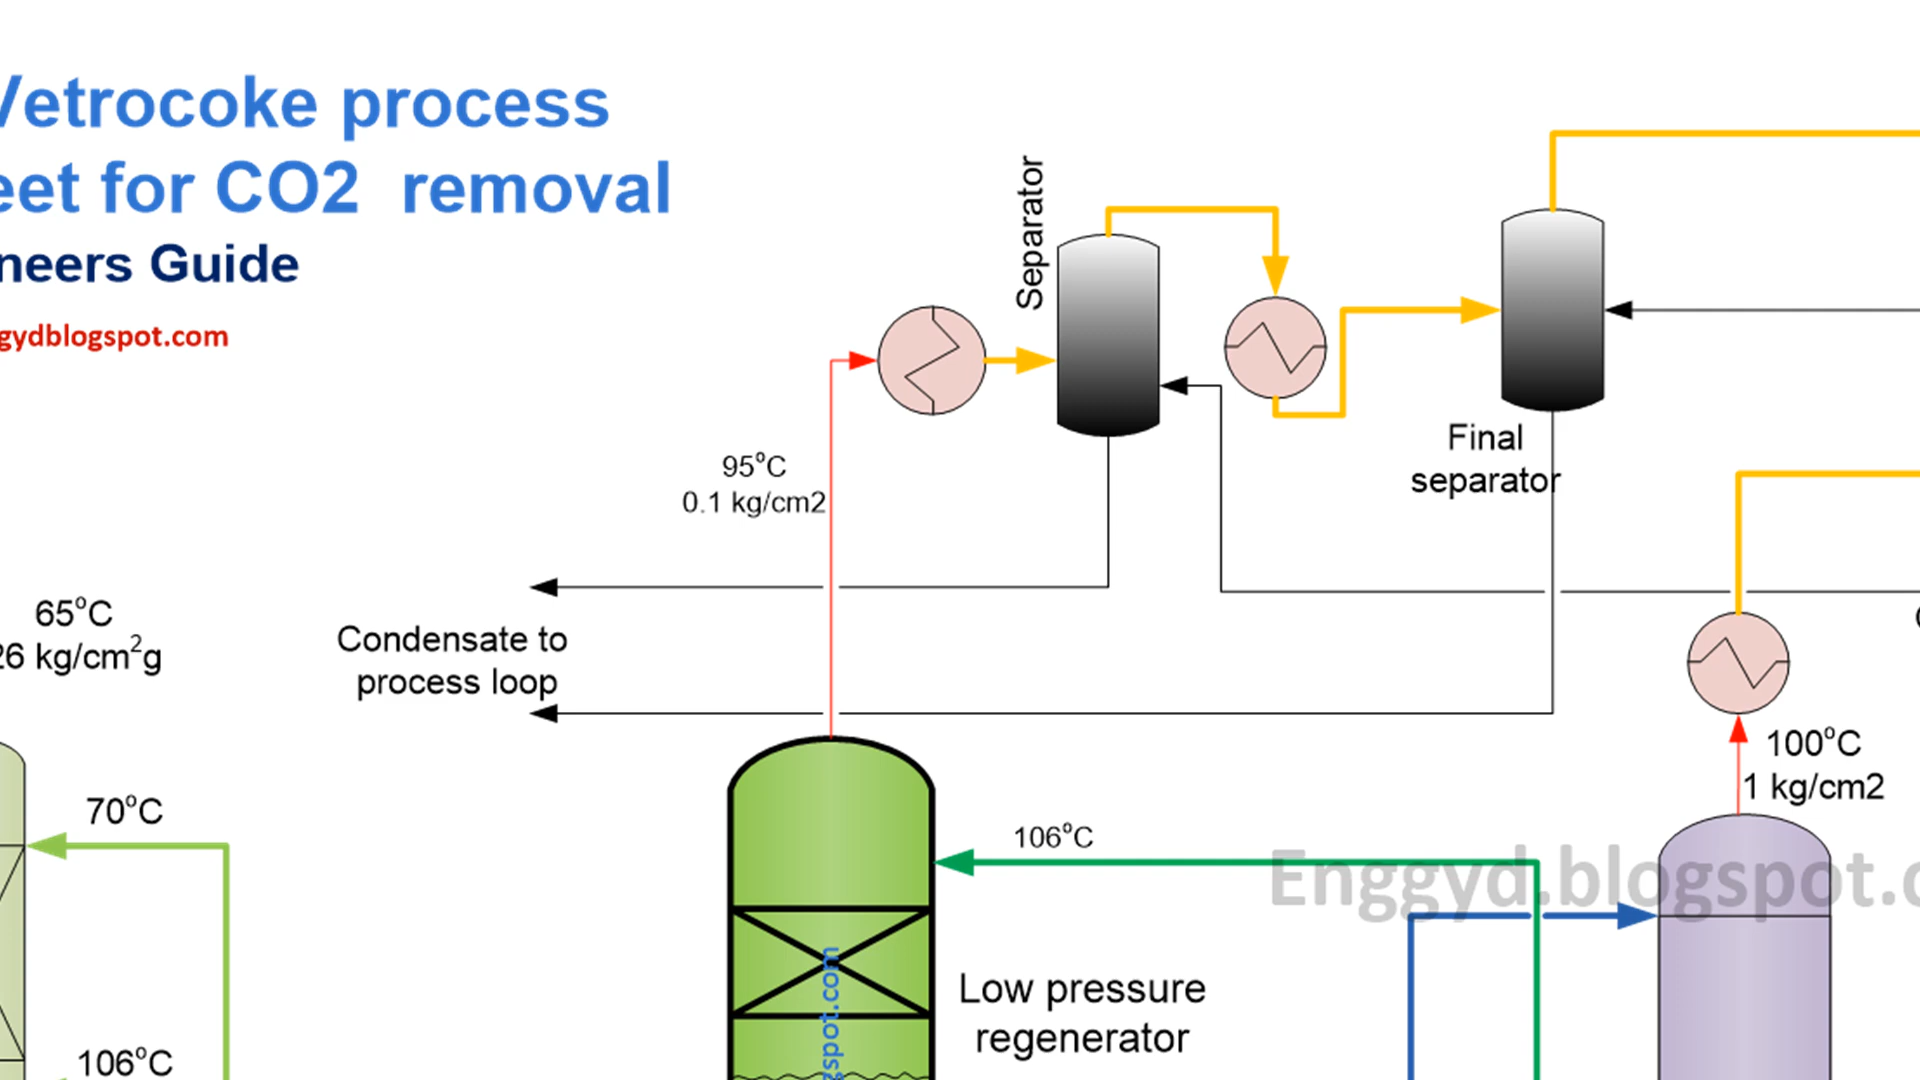 Vetrocoke process
eet for CO2 removal
neers Guide
gydblogspot.com
Separator
Final
separator
95°C
0.1 kg/cm2
65°C
26 kg/cm²g
Condensate to
process loop
100°C
1 kg/cm2
70°C
106°C
Enggyd.blogspot.c
Low pressure
regenerator
gspot.com
106°C